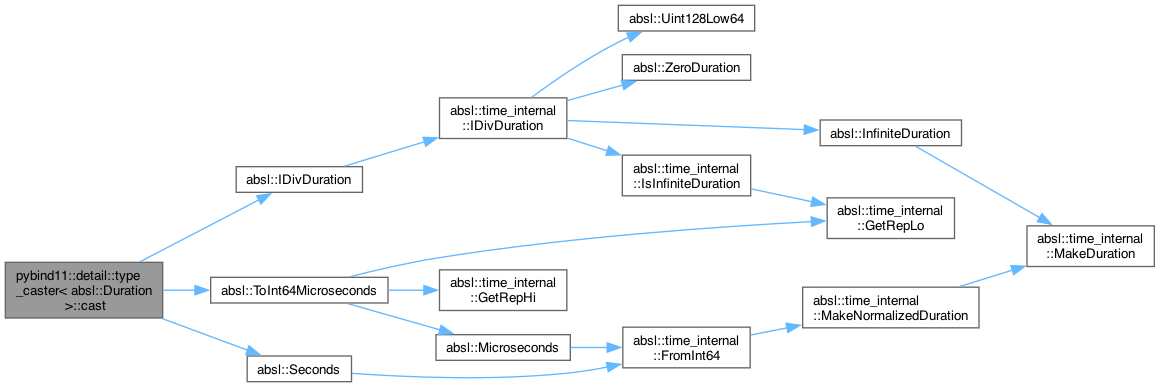 pybind11::detail::type
_caster< absl::Duration
>::cast
absl::IDivDuration
absl::ToInt64Microseconds
absl::Seconds
absl::time_internal
::IDivDuration
absl::time_internal
::GetRepHi
absl::Microseconds
absl::Uint128Low64
absl::ZeroDuration
absl::time_internal
::IsInfiniteDuration
absl::time_internal
::FromInt64
absl::InfiniteDuration
absl::time_internal
::GetRepLo
absl::time_internal
::MakeNormalizedDuration
absl::time_internal
::MakeDuration